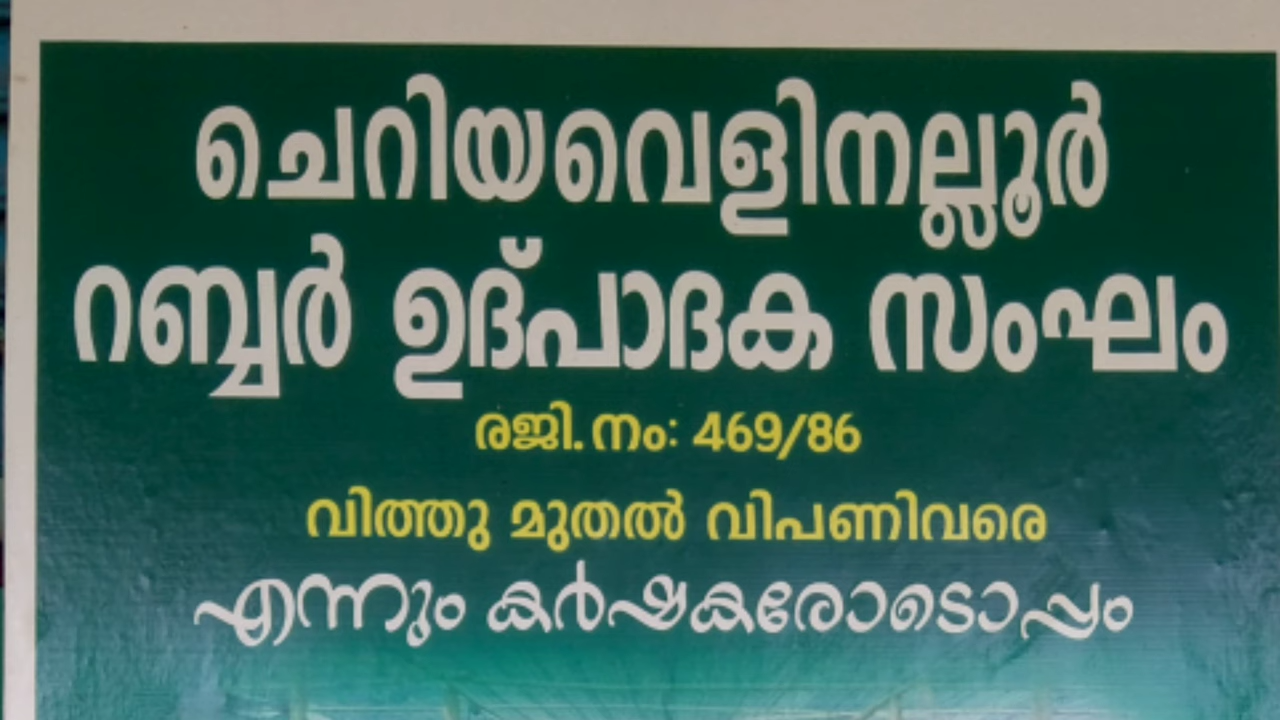 ചെറിയവെളിനല്ലൂർ
റബ്ബർ ഉദ്പാദക സംഘം
രജി.നം: 469/86
വിത്തു മുതൽ വിപണിവരെ
എന്നും കർഷകരോടൊപ്പം